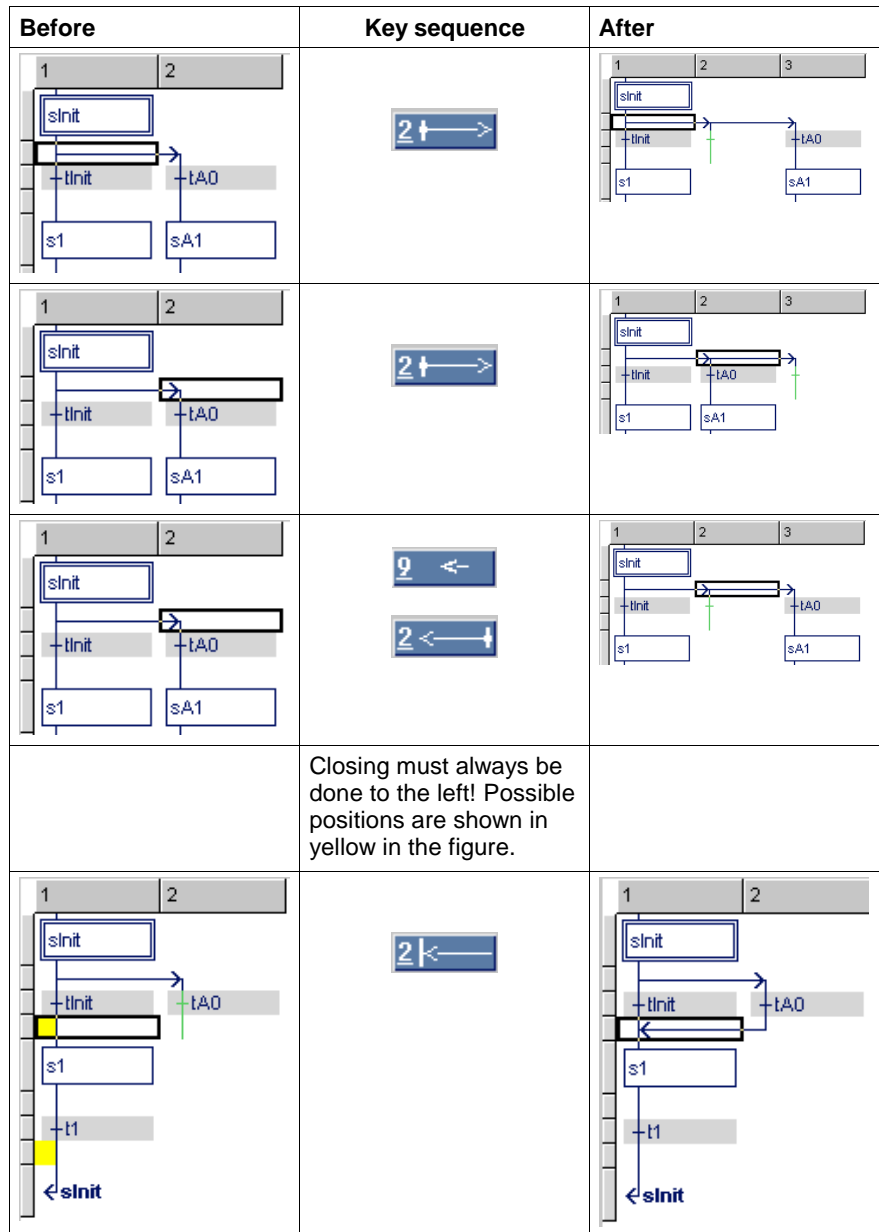 Before Key sequence After
1 2
sInit
tInit tA0
s1 sA1
2
1 2 3
sInit
tInit tA0
s1 sA1
1 2
sInit
tInit tA0
s1 sA1
2
1 2 3
sInit
tInit tA0
s1 sA1
1 2
sInit
tInit tA0
s1 sA1
9
2
1 2 3
sInit
tInit tA0
s1 sA1
Closing must always be
done to the left! Possible
positions are shown in
yellow in the figure.
1 2
sInit
tInit tA0
s1
t1
sInit
2
1 2
sInit
tInit tA0
s1
t1
sInit